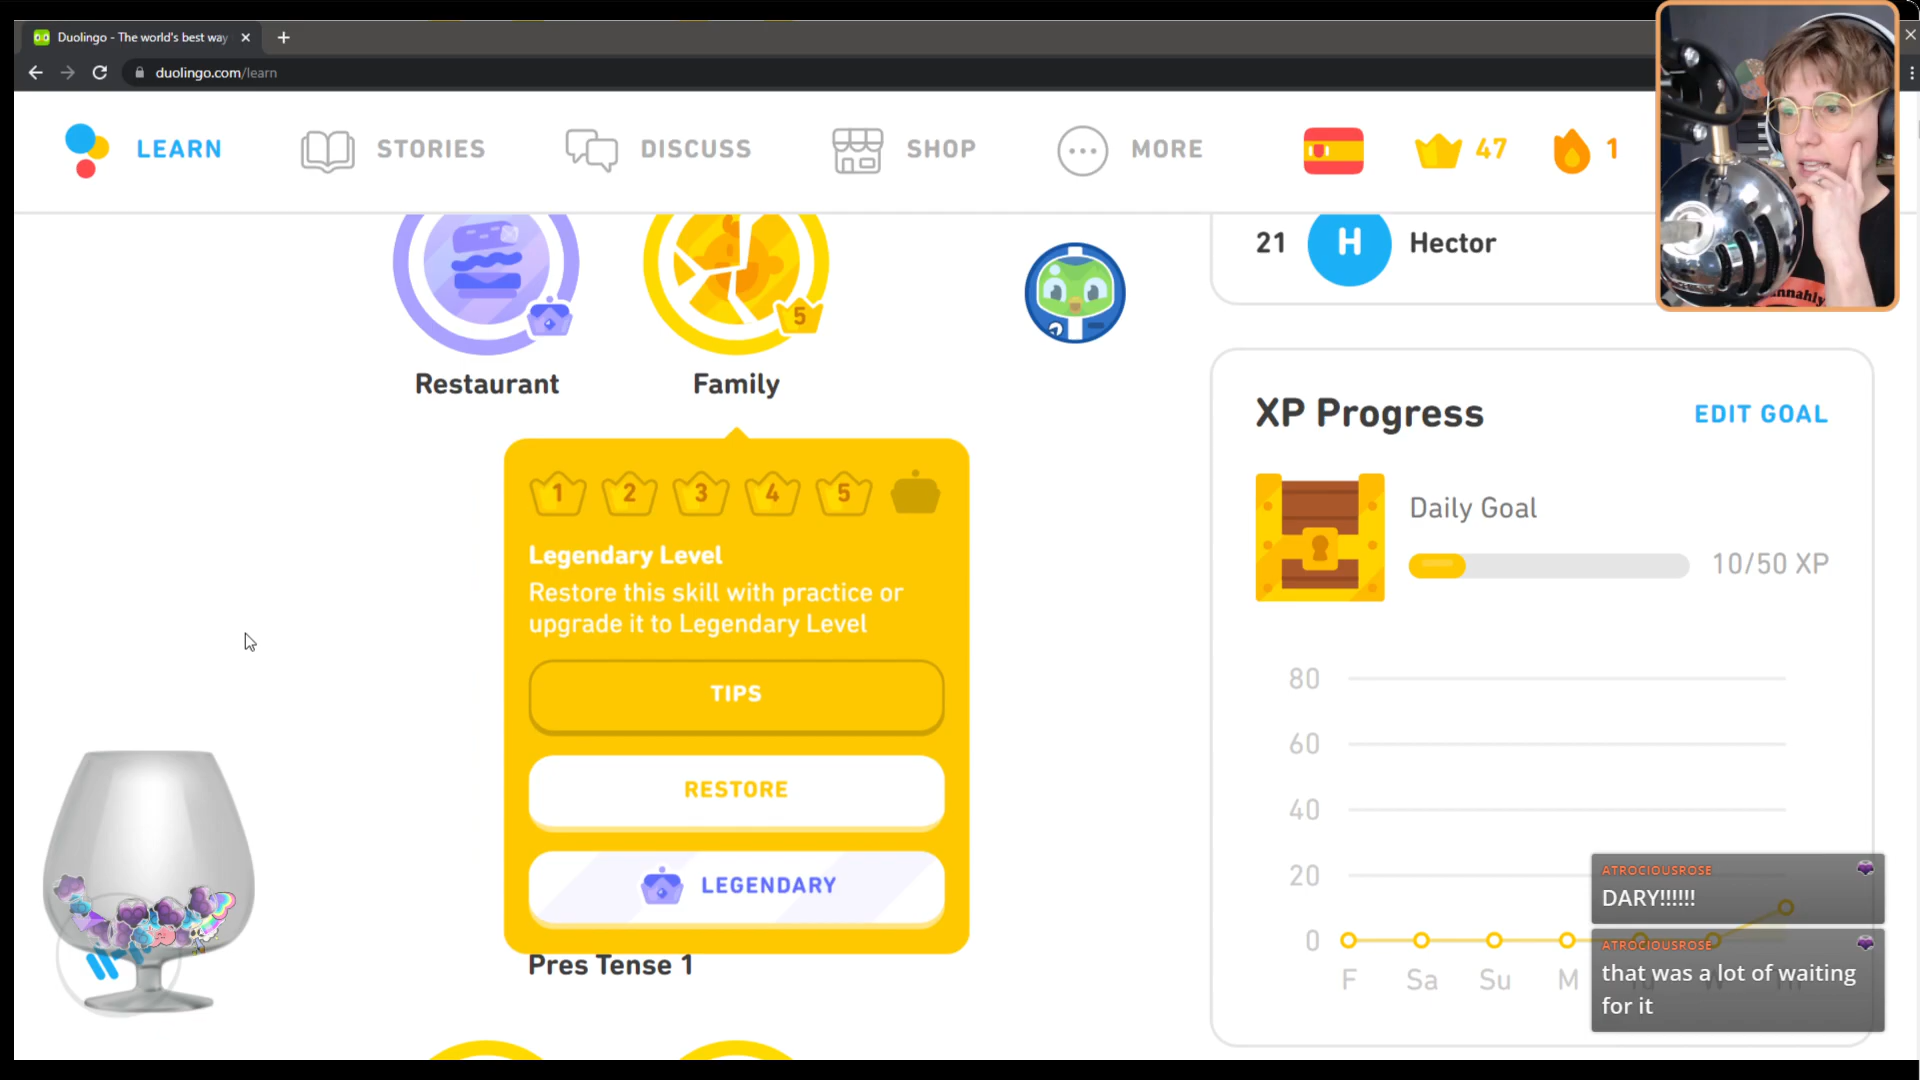 Duolingo - The world's best way
duolingo.com/learn
LEARN
STORIES
DISCUSS
SHOP
MORE
47
1
5
Restaurant
Family
21
H
Hector
1
2
3
4
5
Legendary Level
Restore this skill with practice or
upgrade it to Legendary Level
TIPS
RESTORE
LEGENDARY
Pres Tense 1
XP Progress
EDIT GOAL
Daily Goal
10/50 XP
80
60
40
20
0
F
Sa
Su
M
ATROCIOUSROSE
DARY!!!!!!
ATROCIOUSROSE
that was a lot of waiting
for it